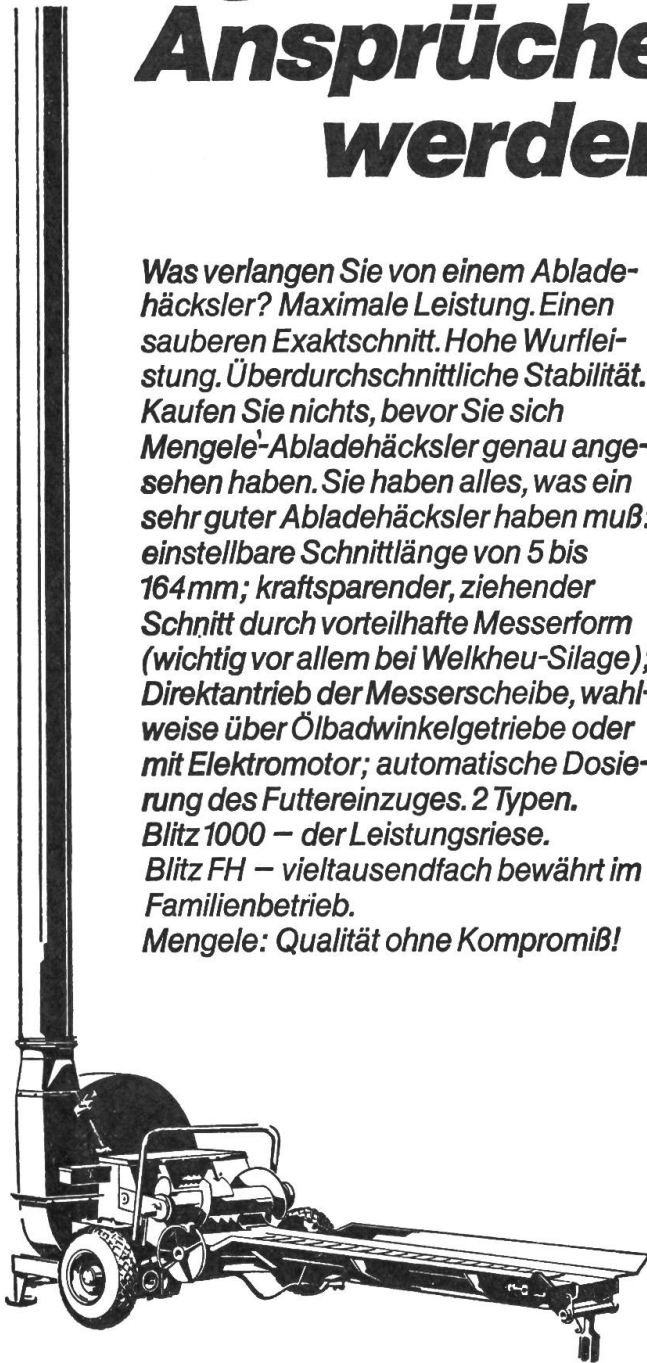 Ansprüche
werden
Was verlangen Sie von einem Ablade-
häcksler? Maximale Leistung. Einen
sauberen Exaktschnitt. Hohe Wurflei-
stung. Überdurchschnittliche Stabilität.
Kaufen Sie nichts, bevor Sie sich
Mengele-Abladehäcksler genau ange-
sehen haben. Sie haben alles, was ein
sehr guter Abladehäcksler haben muß:
einstellbare Schnittlänge von 5 bis
164 mm; kraftsparender, ziehender
Schnitt durch vorteilhafte Messerform
(wichtig vor allem bei Welkheu-Silage);
Direktantrieb der Messerscheibe, wahl-
weise über Ölbadwinkelgetriebe oder
mit Elektromotor; automatische Dosie-
rung des Futtereinzuges. 2 Typen.
Blitz 1000 – der Leistungsriese.
Blitz FH – vieltausendfach bewährt im
Familienbetrieb.
Mengele: Qualität ohne Kompromiß!